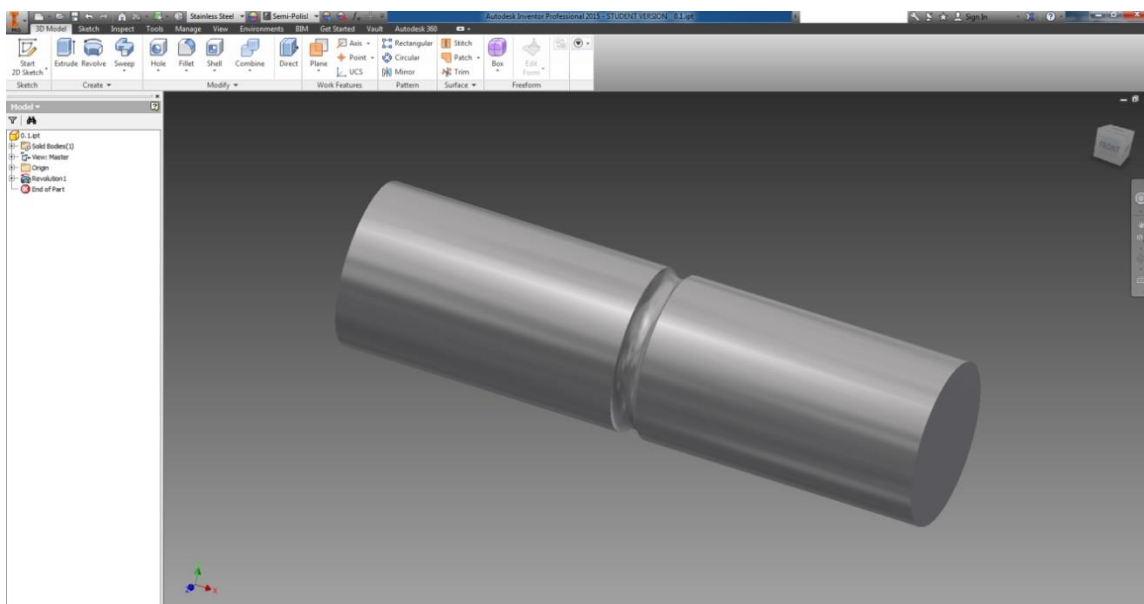 PRO Stainless Steel Semi-Polisl Autodesk Inventor Professional 2015 - STUDENT VERSION 0.1.ipt Sign In
3D Model Sketch Inspect Tools Manage View Environments BIM Get Started Vault Autodesk 360
Axis Rectangular Stitch
Point Circular Patch
Start
2D Sketch Extrude Revolve Sweep Hole Fillet Shell Combine Direct Plane UCS Mirror Trim Box Edit
Form
Sketch Create Modify Work Features Pattern Surface Freeform
Model
0.1.ipt
Solid Bodies(1)
View: Master
Origin
Revolution1
End of Part
FRONT
X